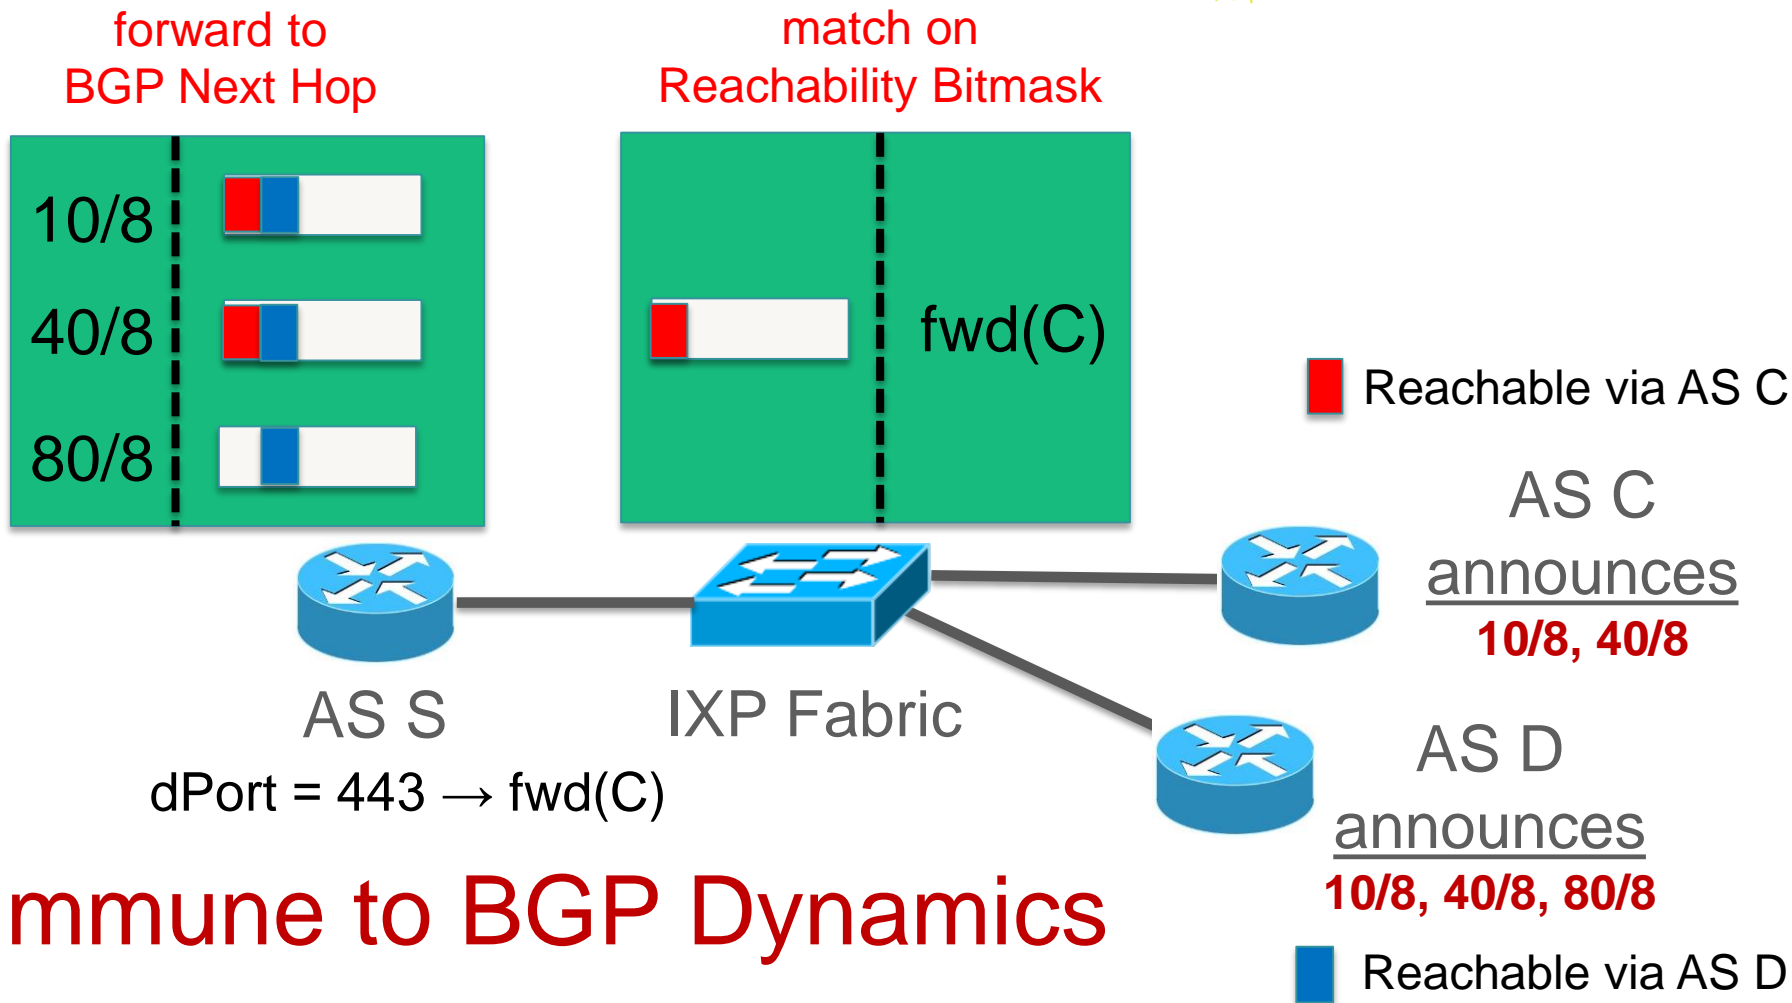 forward to
BGP Next Hop
match on
Reachability Bitmask
10/8
40/8
80/8
fwd(C)
Reachable via AS C
AS C
announces
10/8, 40/8
AS S
IXP Fabric
dPort = 443 → fwd(C)
AS D
announces
10/8, 40/8, 80/8
mmune to BGP Dynamics
Reachable via AS D